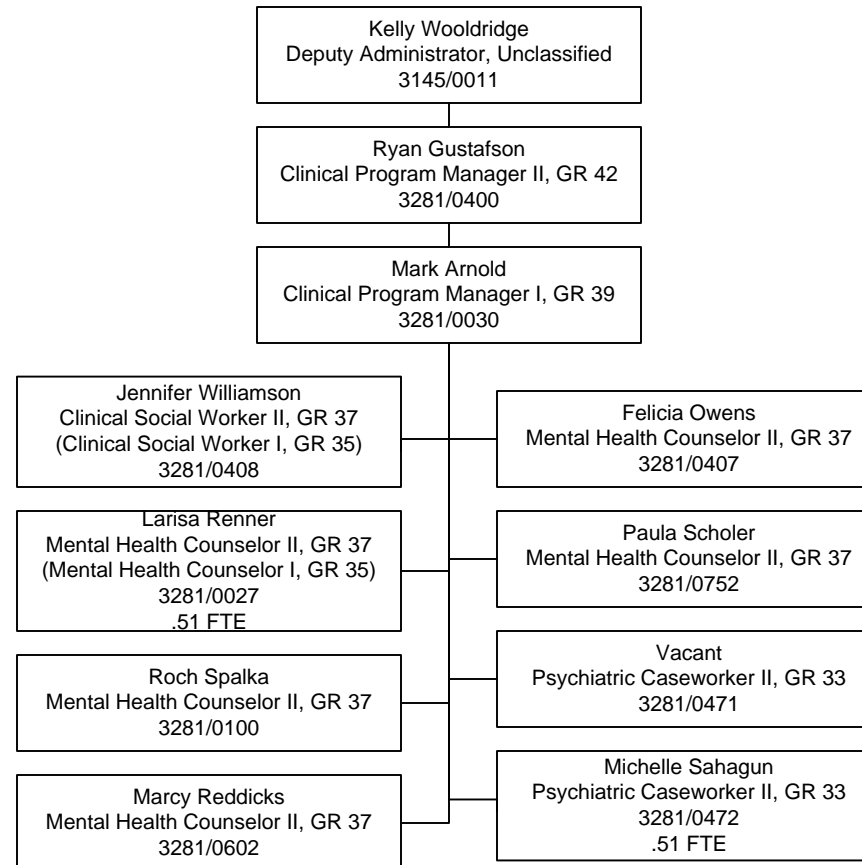 Kelly Wooldridge
Deputy Administrator, Unclassified
3145/0011
Ryan Gustafson
Clinical Program Manager II, GR 42
3281/0400
Mark Arnold
Clinical Program Manager I, GR 39
3281/0030
Jennifer Williamson
Clinical Social Worker II, GR 37
(Clinical Social Worker I, GR 35)
3281/0408
Felicia Owens
Mental Health Counselor II, GR 37
3281/0407
Larisa Renner
Mental Health Counselor II, GR 37
(Mental Health Counselor I, GR 35)
3281/0027
.51 FTE
Paula Scholer
Mental Health Counselor II, GR 37
3281/0752
Roch Spalka
Mental Health Counselor II, GR 37
3281/0100
Vacant
Psychiatric Caseworker II, GR 33
3281/0471
Marcy Reddicks
Mental Health Counselor II, GR 37
3281/0602
Michelle Sahagun
Psychiatric Caseworker II, GR 33
3281/0472
.51 FTE